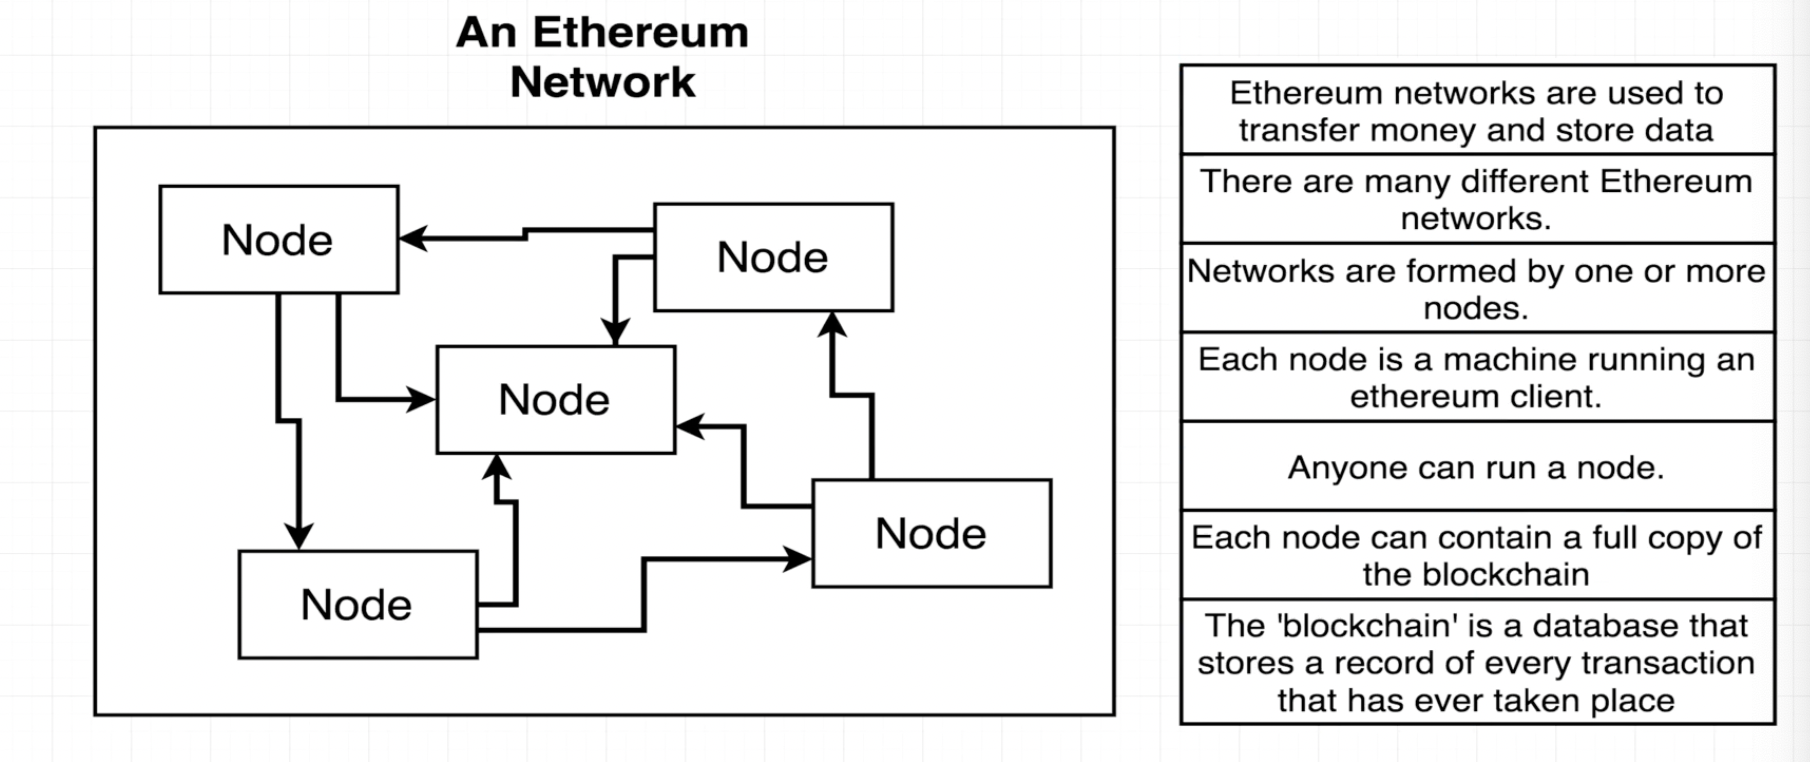 An Ethereum
Network
Node
Node
Node
Node
Node
Ethereum networks are used to
transfer money and store data
There are many different Ethereum
networks.
Networks are formed by one or more
nodes.
Each node is a machine running an
ethereum client.
Anyone can run a node.
Each node can contain a full copy of
the blockchain
The 'blockchain' is a database that
stores a record of every transaction
that has ever taken place